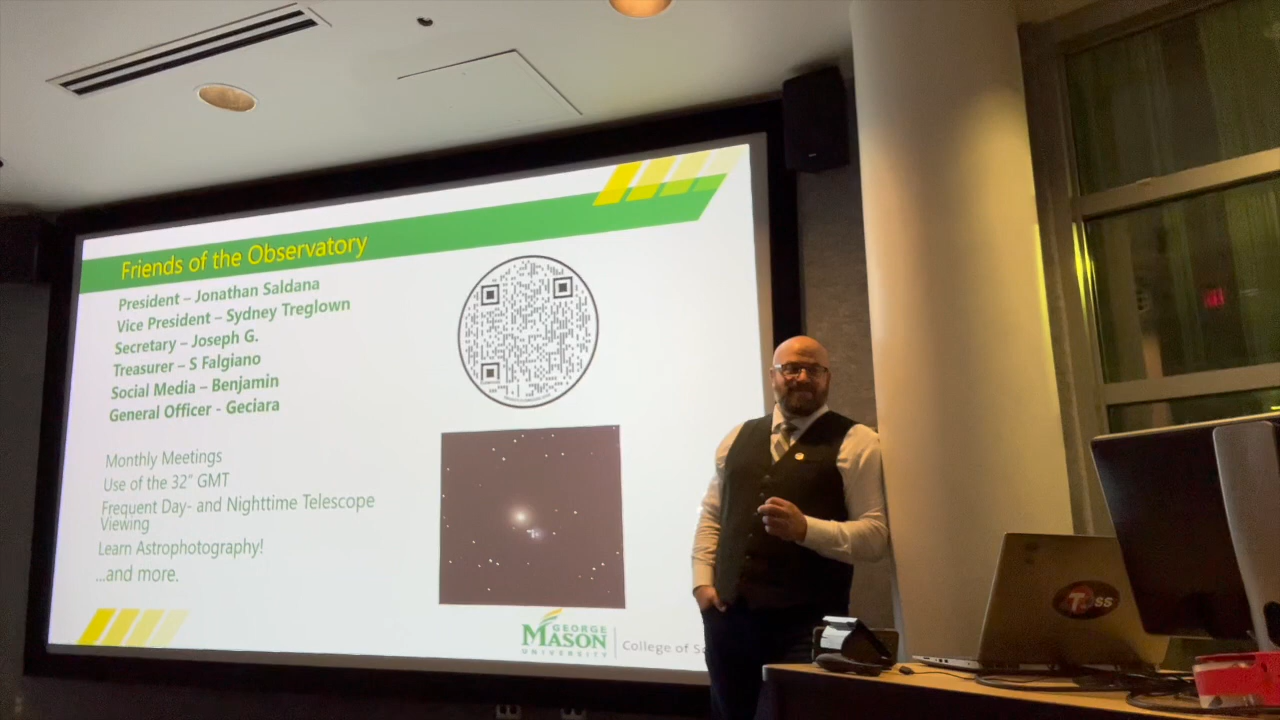 Friends of the Observatory
President – Jonathan Saldana
Vice President – Sydney Treglown
Secretary – Joseph G.
Treasurer – S Falgiano
Social Media – Benjamin
General Officer - Geciara
Monthly Meetings
Use of the 32" GMT
Frequent Day- and Nighttime Telescope
Viewing
Learn Astrophotography!
...and more.
GEORGE
MASON
UNIVERSITY
College of